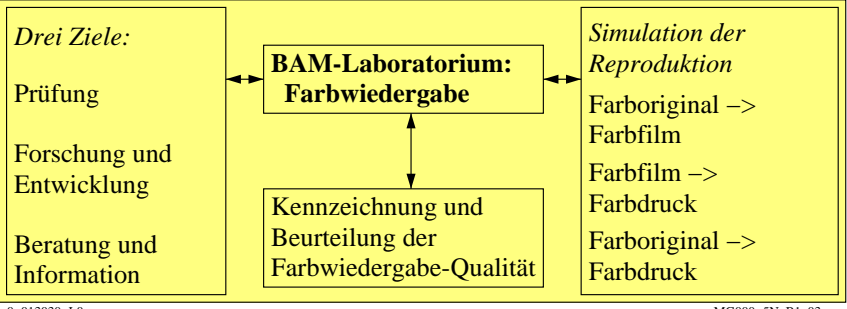 Drei Ziele:
Prüfung
Forschung und
Entwicklung
Beratung und
Information
BAM-Laboratorium:
Farbwiedergabe
Kennzeichnung und
Beurteilung der
Farbwiedergabe-Qualität
Simulation der
Reproduktion
Farboriginal −>
Farbfilm
Farbfilm −>
Farbdruck
Farboriginal −>
Farbdruck